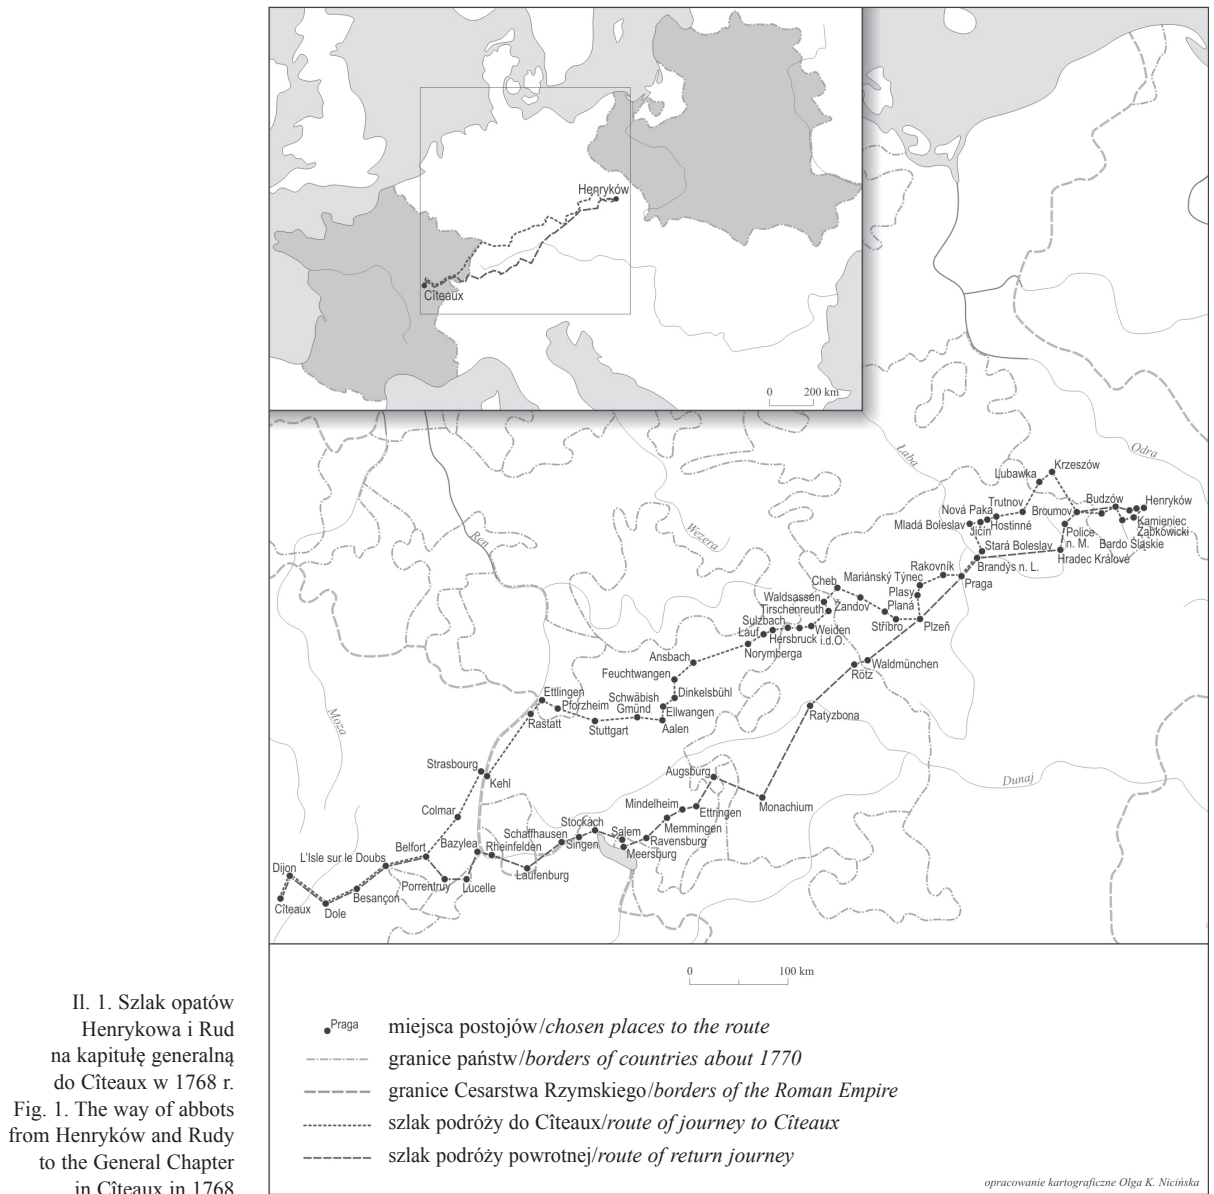 Henryków
Cîteaux
0 200 km
Odra
Łaba
Wezera
Ren
Moza
Dunaj
Krzeszów
Lubawka
Trutnov
Nová Paka
Broumov
Budzów
Henryków
Mladá Boleslav
Jičín
Hostinné
Police
n. M.
Kamieniec
Ząbkowicki
Bardo Śląskie
Stará Boleslav
Hradec Králové
Brandýs n. L.
Rakovník
Mariánský Týnec
Praga
Cheb
Plasy
Waldsassen
Tirschenreuth
Žandov
Planá
Sulzbach
Stříbro
Plzeň
Lauf
Hersbruck
Weiden
i.d.O.
Norymberga
Ansbach
Waldmünchen
Rötz
Feuchtwangen
Dinkelsbühl
Ettlingen
Schwäbish
Gmünd
Pforzheim
Ellwangen
Rastatt
Stuttgart
Aalen
Ratyzbona
Strasbourg
Kehl
Augsburg
Monachium
Mindelheim
Ettringen
Colmar
Memmingen
Stockach
Schaffhausen
Salem
Bazylea
Rheinfelden
Singen
Ravensburg
Meersburg
Belfort
L'Isle sur le Doubs
Laufenburg
Dijon
Porrentruy
Lucelle
Besançon
Cîteaux
Dole
0 100 km
Praga miejsca postojów/chosen places to the route
granice państw/borders of countries about 1770
granice Cesarstwa Rzymskiego/borders of the Roman Empire
szlak podróży do Cîteaux/route of journey to Cîteaux
szlak podróży powrotnej/route of return journey
opracowanie kartograficzne Olga K. Nicińska
Il. 1. Szlak opatów
Henrykowa i Rud
na kapitułę generalną
do Cîteaux w 1768 r.
Fig. 1. The way of abbots
from Henryków and Rudy
to the General Chapter
in Cîteaux in 1768